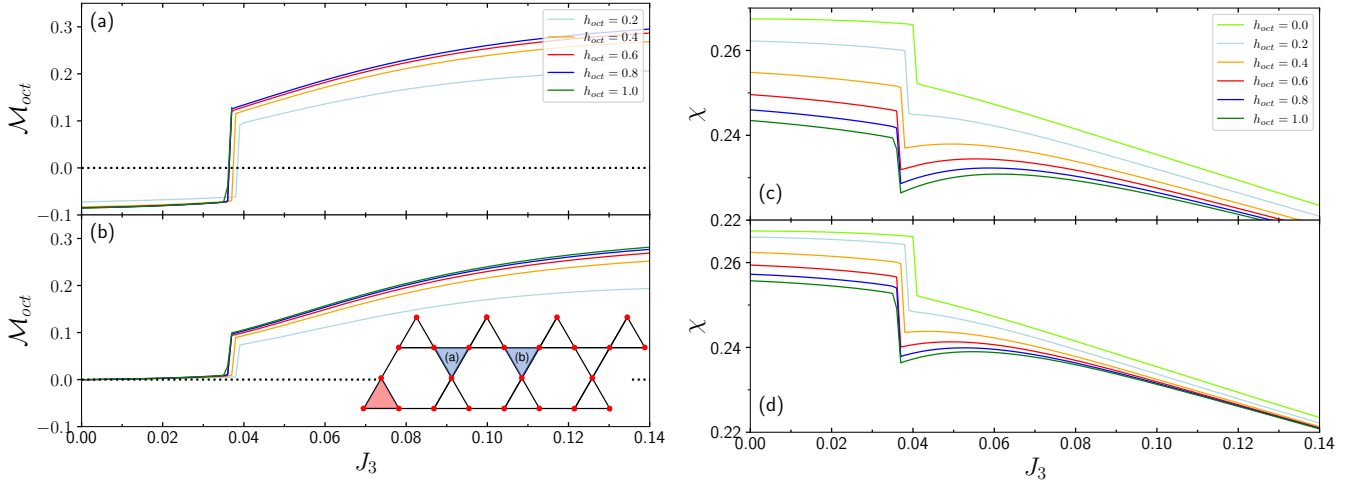 (a)
0.3
0.2
0.1
0.0
−0.1
ℳ_oct
h_oct = 0.2
h_oct = 0.4
h_oct = 0.6
h_oct = 0.8
h_oct = 1.0
(b)
0.3
0.2
0.1
0.0
−0.1
ℳ_oct
(a)
(b)
0.00
0.02
0.04
0.06
0.08
0.10
0.12
0.14
J_3
0.26
0.24
0.22
χ
h_oct = 0.0
h_oct = 0.2
h_oct = 0.4
h_oct = 0.6
h_oct = 0.8
h_oct = 1.0
(c)
0.26
0.24
0.22
χ
(d)
0.00
0.02
0.04
0.06
0.08
0.10
0.12
0.14
J_3